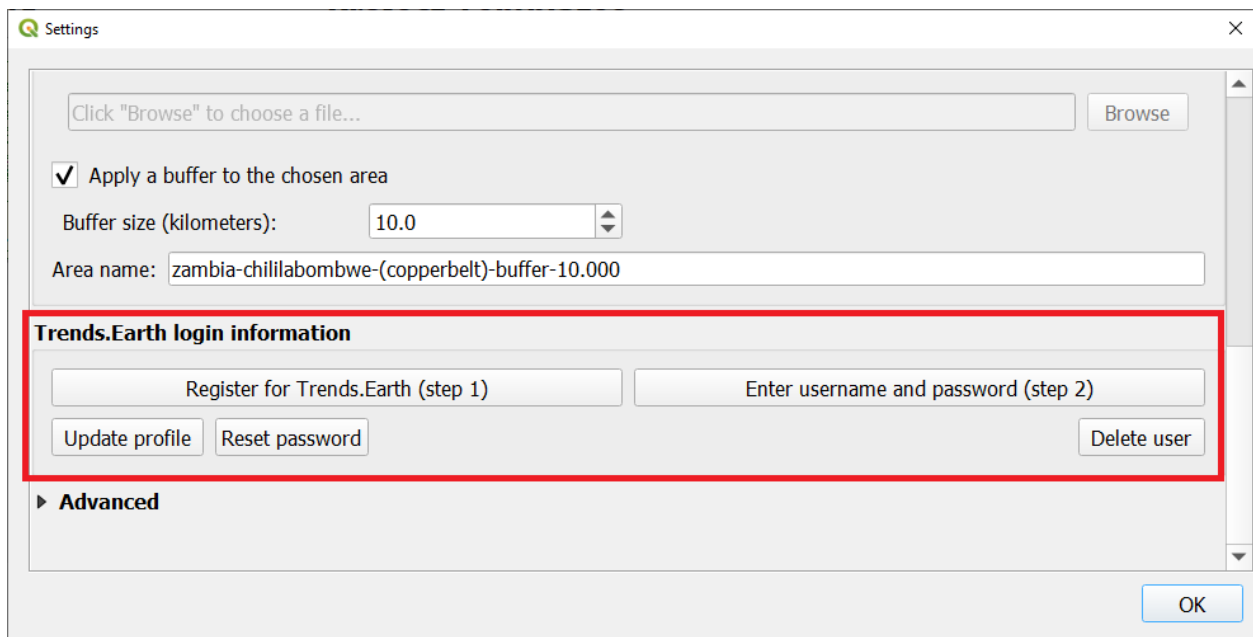 Settings
Click "Browse" to choose a file...
Browse
Apply a buffer to the chosen area
Buffer size (kilometers):
10.0
Area name:
zambia-chililabombwe-(copperbelt)-buffer-10.000
Trends.Earth login information
Register for Trends.Earth (step 1)
Enter username and password (step 2)
Update profile
Reset password
Delete user
Advanced
OK